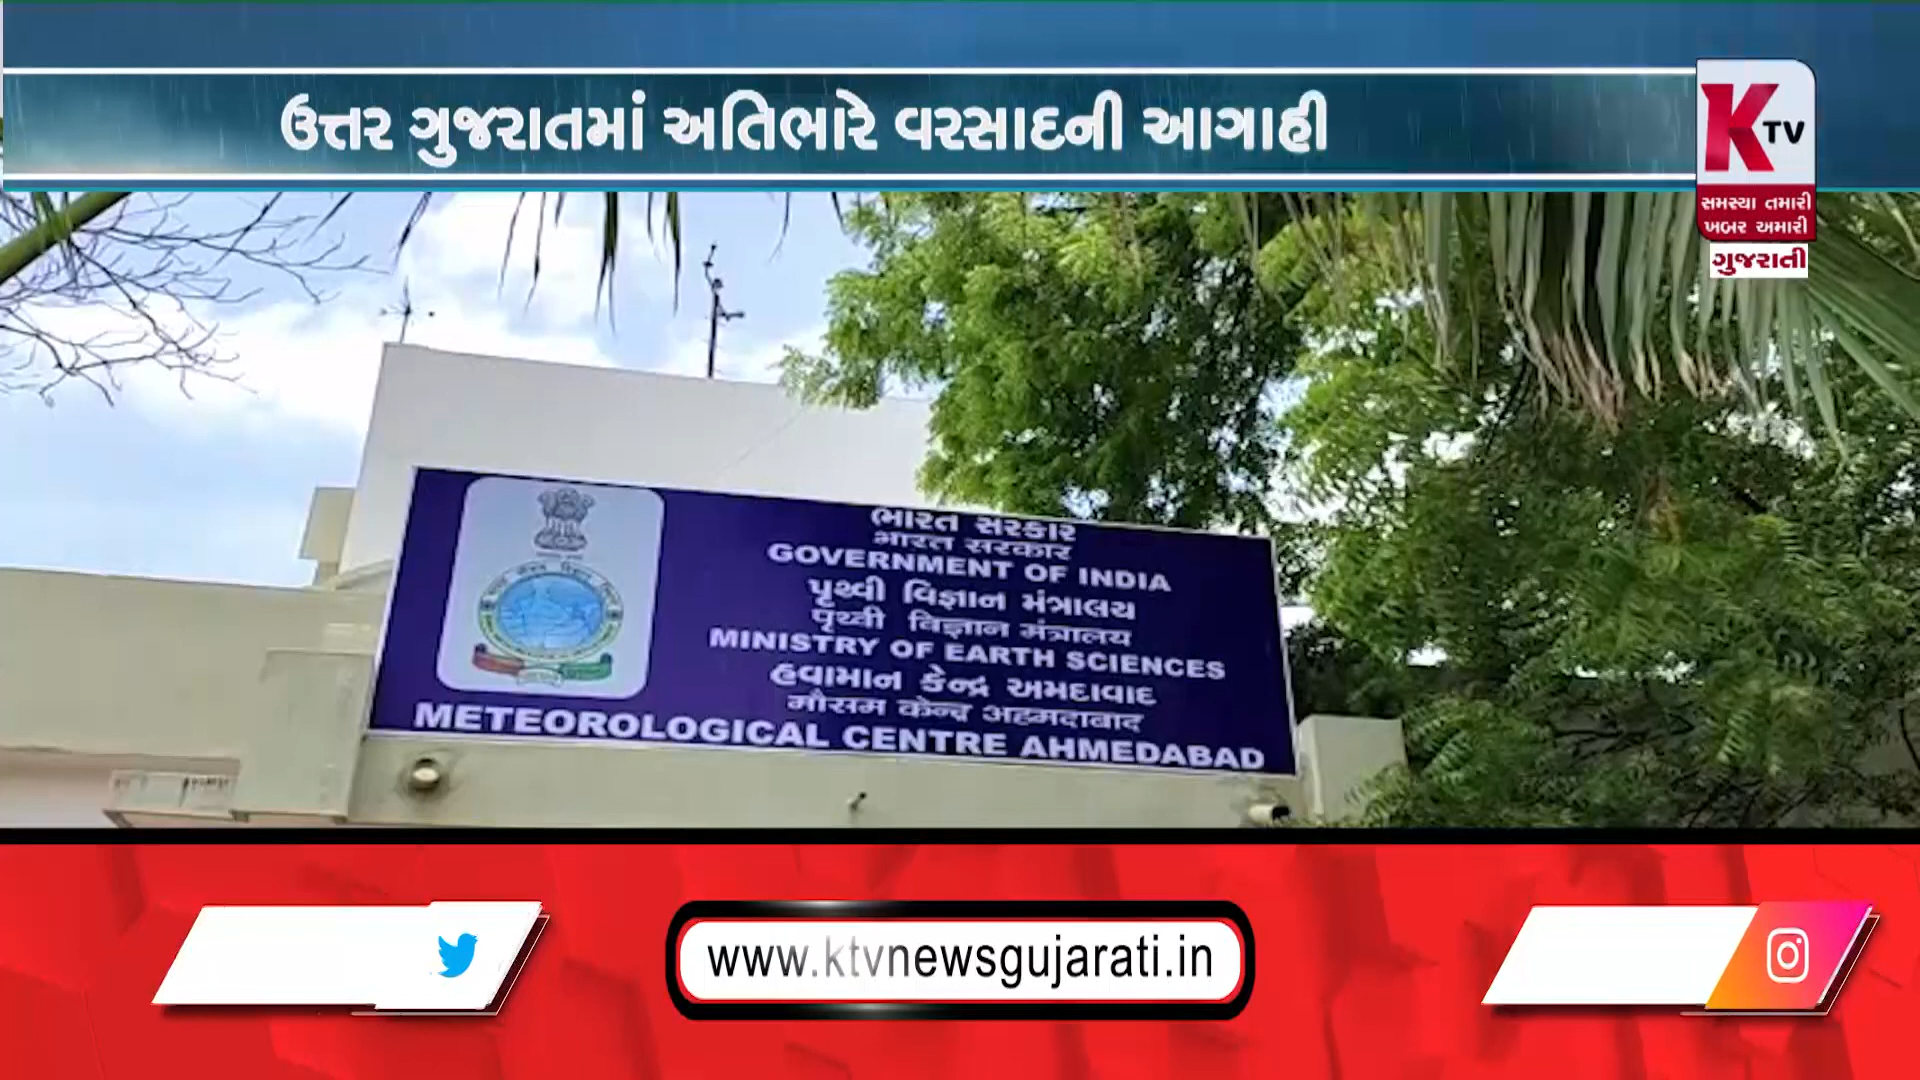 ઉત્તર ગુજરાતમાં અતિભારે વરસાદની આગાહી
K TV
સમસ્યા તમારી
ખબર અમારી
ગુજરાતી
ભારત સરકાર
भारत सरकार
GOVERNMENT OF INDIA
પૃથ્વી વિજ્ઞાન મંત્રાલય
पृथ्वी विज्ञान मंत्रालय
MINISTRY OF EARTH SCIENCES
હવામાન કેન્દ્ર અમદાવાદ
मौसम केन्द्र अहमदाबाद
METEOROLOGICAL CENTRE AHMEDABAD
www.ktvnewsgujarati.in